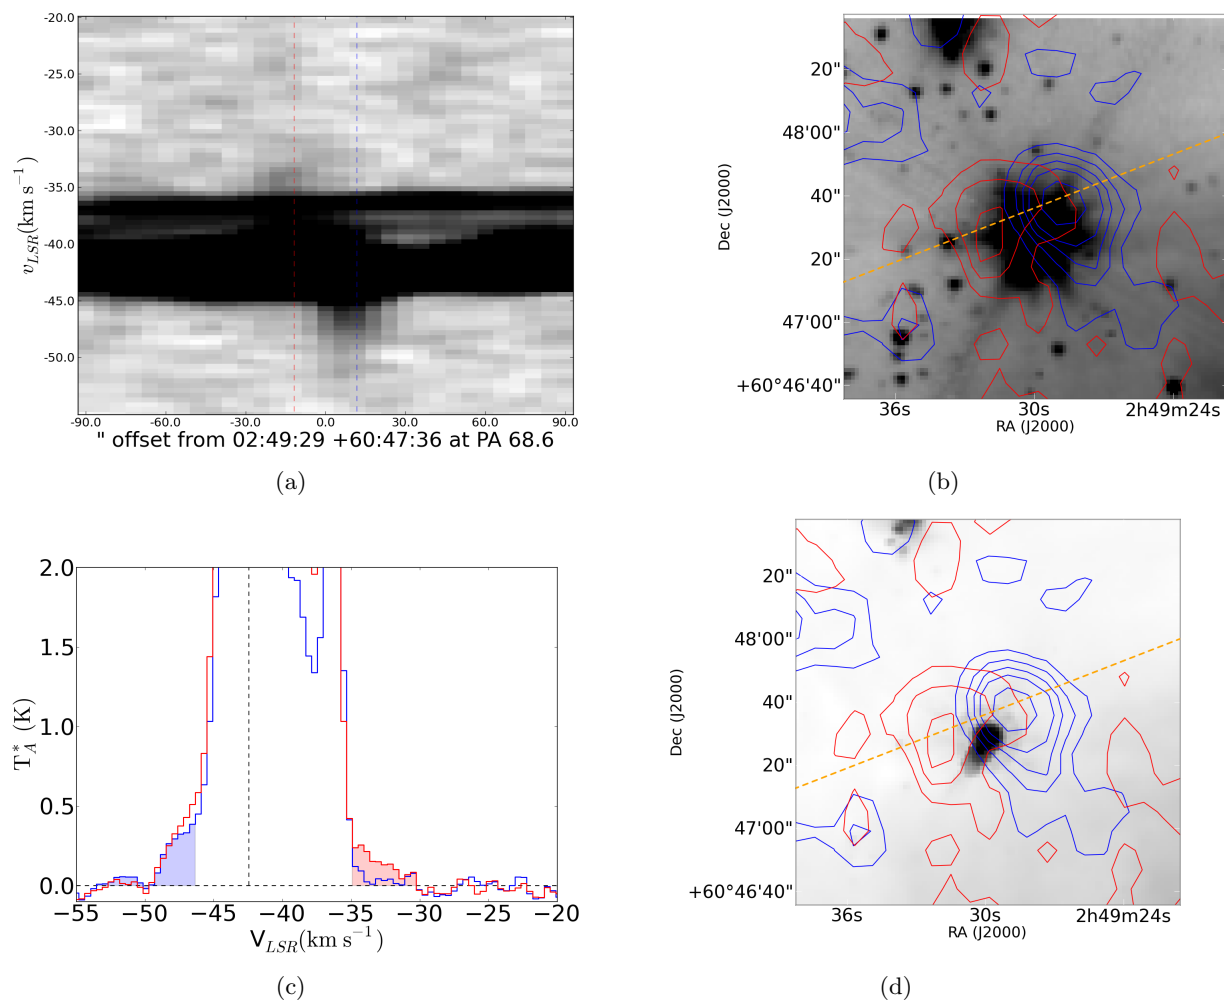 -20.0
-25.0
-30.0
-35.0
-40.0
-45.0
-50.0
v_LSR(km s⁻¹)
-90.0 -60.0 -30.0 0.0 30.0 60.0 90.0
" offset from 02:49:29 +60:47:36 at PA 68.6
(a)
20"
48'00"
40"
20"
47'00"
+60°46'40"
Dec (J2000)
36s 30s 2h49m24s
RA (J2000)
(b)
2.0
1.5
1.0
0.5
0.0
T*_A (K)
−55 −50 −45 −40 −35 −30 −25 −20
V_LSR(km s⁻¹)
(c)
20"
48'00"
40"
20"
47'00"
+60°46'40"
Dec (J2000)
36s 30s 2h49m24s
RA (J2000)
(d)